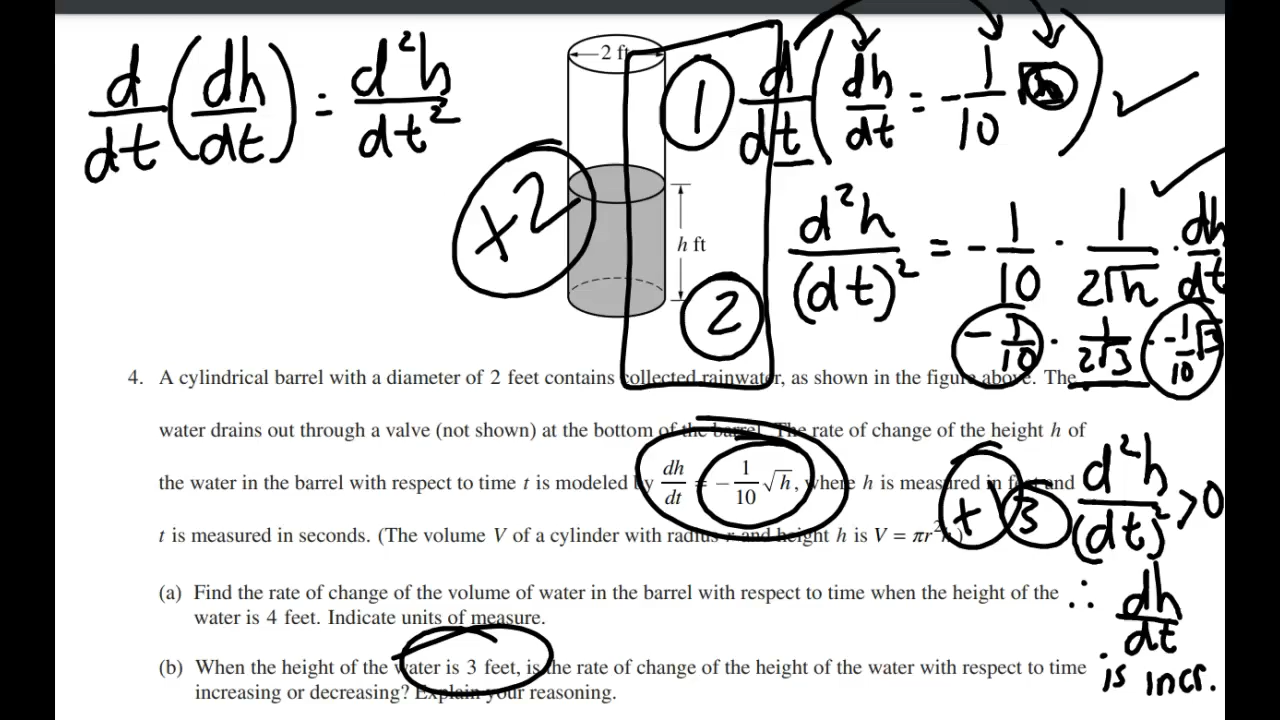 d/dt (dh/dt) = d²h/dt²
2 ft
1 d/dt (dh/dt = -1/10 √h) ✓
+2
h ft
d²h/(dt)² = -1/10 · 1/2√h · dh/dt
2
-1/10 · 1/2√3 · -1/10 √3
4. A cylindrical barrel with a diameter of 2 feet contains collected rainwater, as shown in the figure above. The
water drains out through a valve (not shown) at the bottom of the barrel. The rate of change of the height h of
the water in the barrel with respect to time t is modeled by dh/dt = -1/10 √h, where h is measured in feet and
t is measured in seconds. (The volume V of a cylinder with radius r and height h is V = πr²h.)
+ 3 d²h/(dt)² > 0
(a) Find the rate of change of the volume of water in the barrel with respect to time when the height of the
water is 4 feet. Indicate units of measure.
∴ dh/dt
is incr.
(b) When the height of the water is 3 feet, is the rate of change of the height of the water with respect to time
increasing or decreasing? Explain your reasoning.